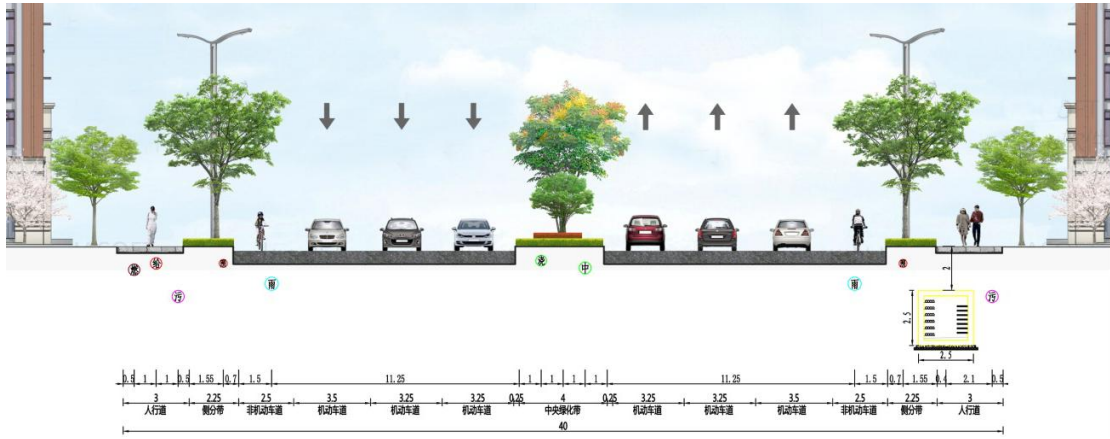 燃 给 照 浇 中 照
污 雨 雨 污
2
2.5
2.5
0.5 1 1 0.5 1.55 0.7 1.5 11.25 1 1 1 1 11.25 1.5 0.7 1.55 0.4 2.1 0.5
3 2.25 2.5 3.5 3.25 3.25 0.25 4 0.25 3.25 3.25 3.5 2.5 2.25 3
人行道 侧分带 非机动车道 机动车道 机动车道 机动车道 中央绿化带 机动车道 机动车道 机动车道 非机动车道 侧分带 人行道
40